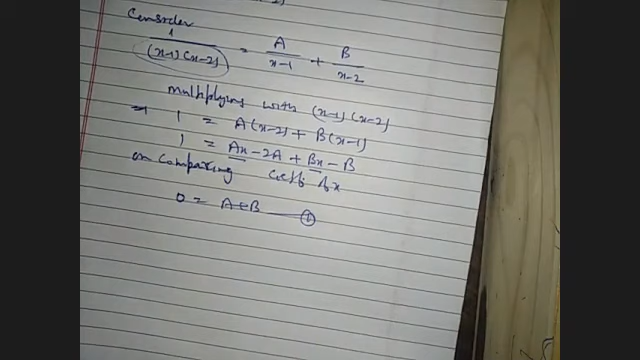 Consider
1/((x-1)(x-2)) = A/(x-1) + B/(x-2)
multiplying with (x-1)(x-2)
⇒ 1 = A(x-2) + B(x-1)
1 = Ax - 2A + Bx - B
on comparing coeff of x
0 = A+B — ①